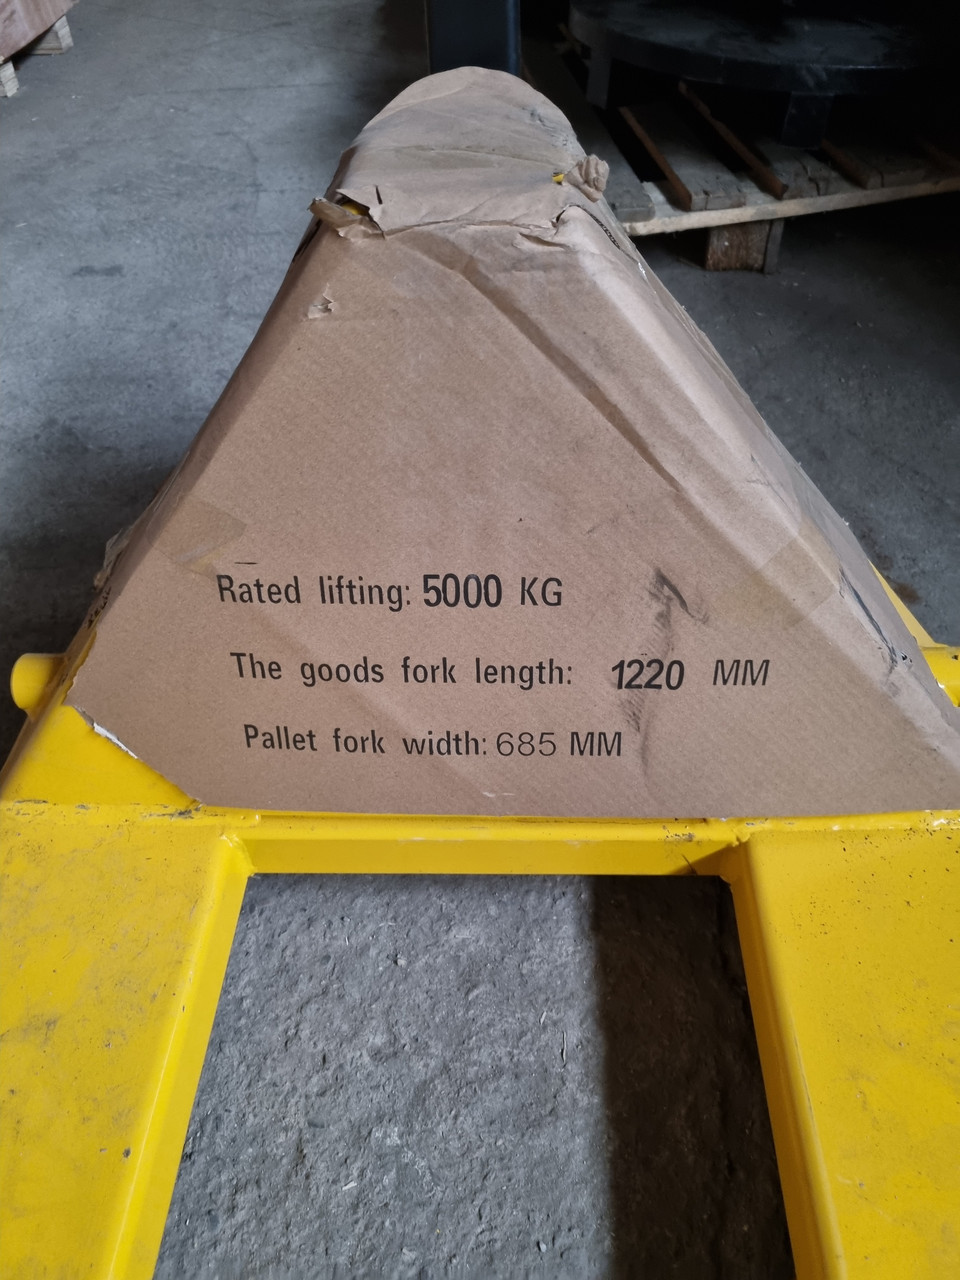 Rated lifting: 5000 KG
The goods fork length: 1220 MM
Pallet fork width: 685 MM